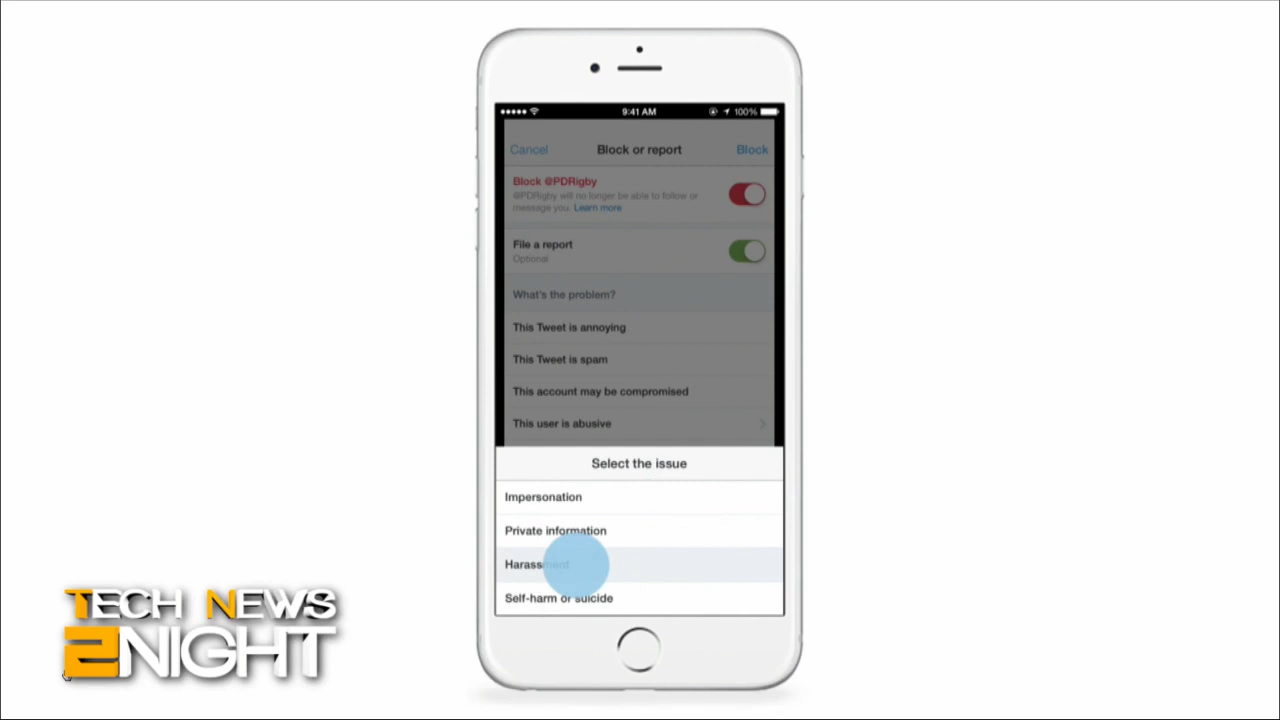 9:41 AM 100%
Cancel Block or report Block
Block @PDRigby
@PDRigby will no longer be able to follow or
message you. Learn more
File a report
Optional
What's the problem?
This Tweet is annoying
This Tweet is spam
This account may be compromised
This user is abusive
Select the issue
Impersonation
Private information
Harassment
Self-harm or suicide
TECH NEWS
2NIGHT